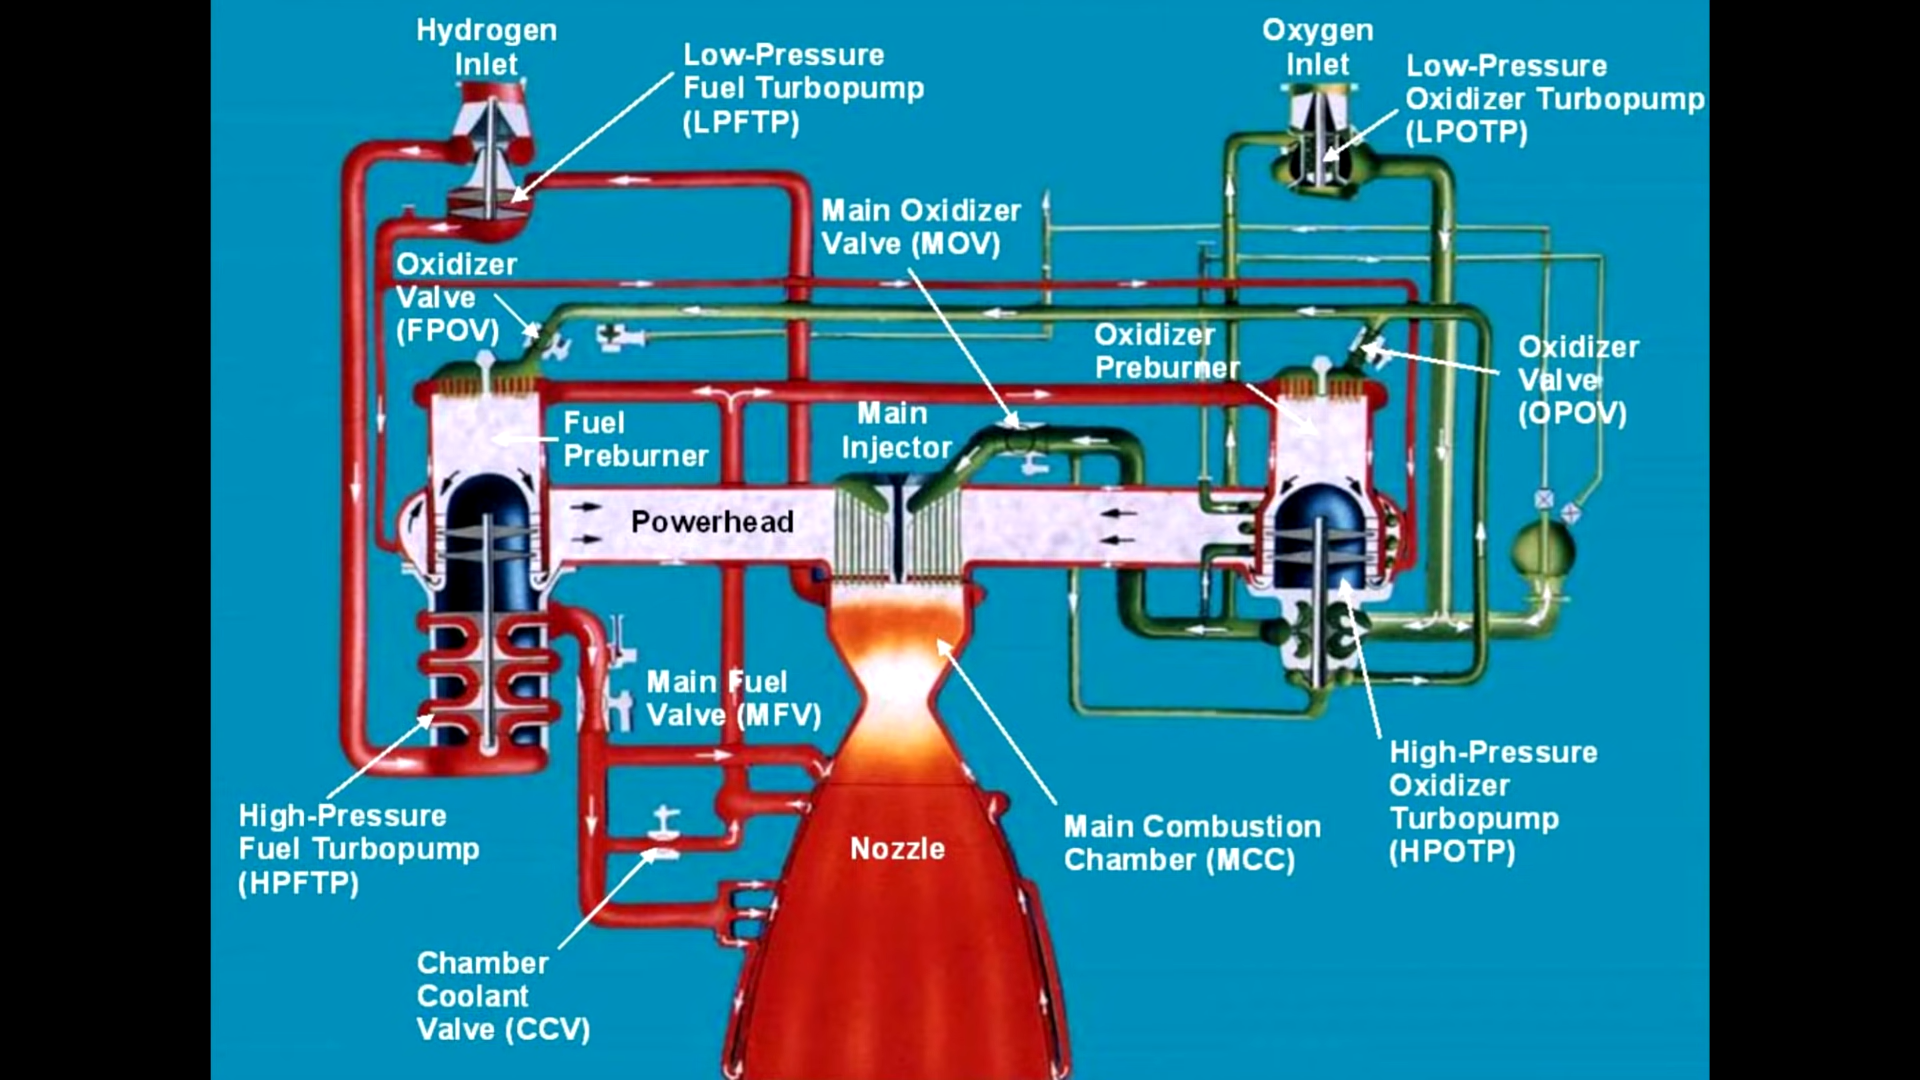 Hydrogen
Inlet
Low-Pressure
Fuel Turbopump
(LPFTP)
Oxygen
Inlet
Low-Pressure
Oxidizer Turbopump
(LPOTP)
Main Oxidizer
Valve (MOV)
Oxidizer
Valve
(FPOV)
Oxidizer
Preburner
Oxidizer
Valve
(OPOV)
Fuel
Preburner
Main
Injector
Powerhead
Main Fuel
Valve (MFV)
High-Pressure
Fuel Turbopump
(HPFTP)
Nozzle
Main Combustion
Chamber (MCC)
High-Pressure
Oxidizer
Turbopump
(HPOTP)
Chamber
Coolant
Valve (CCV)